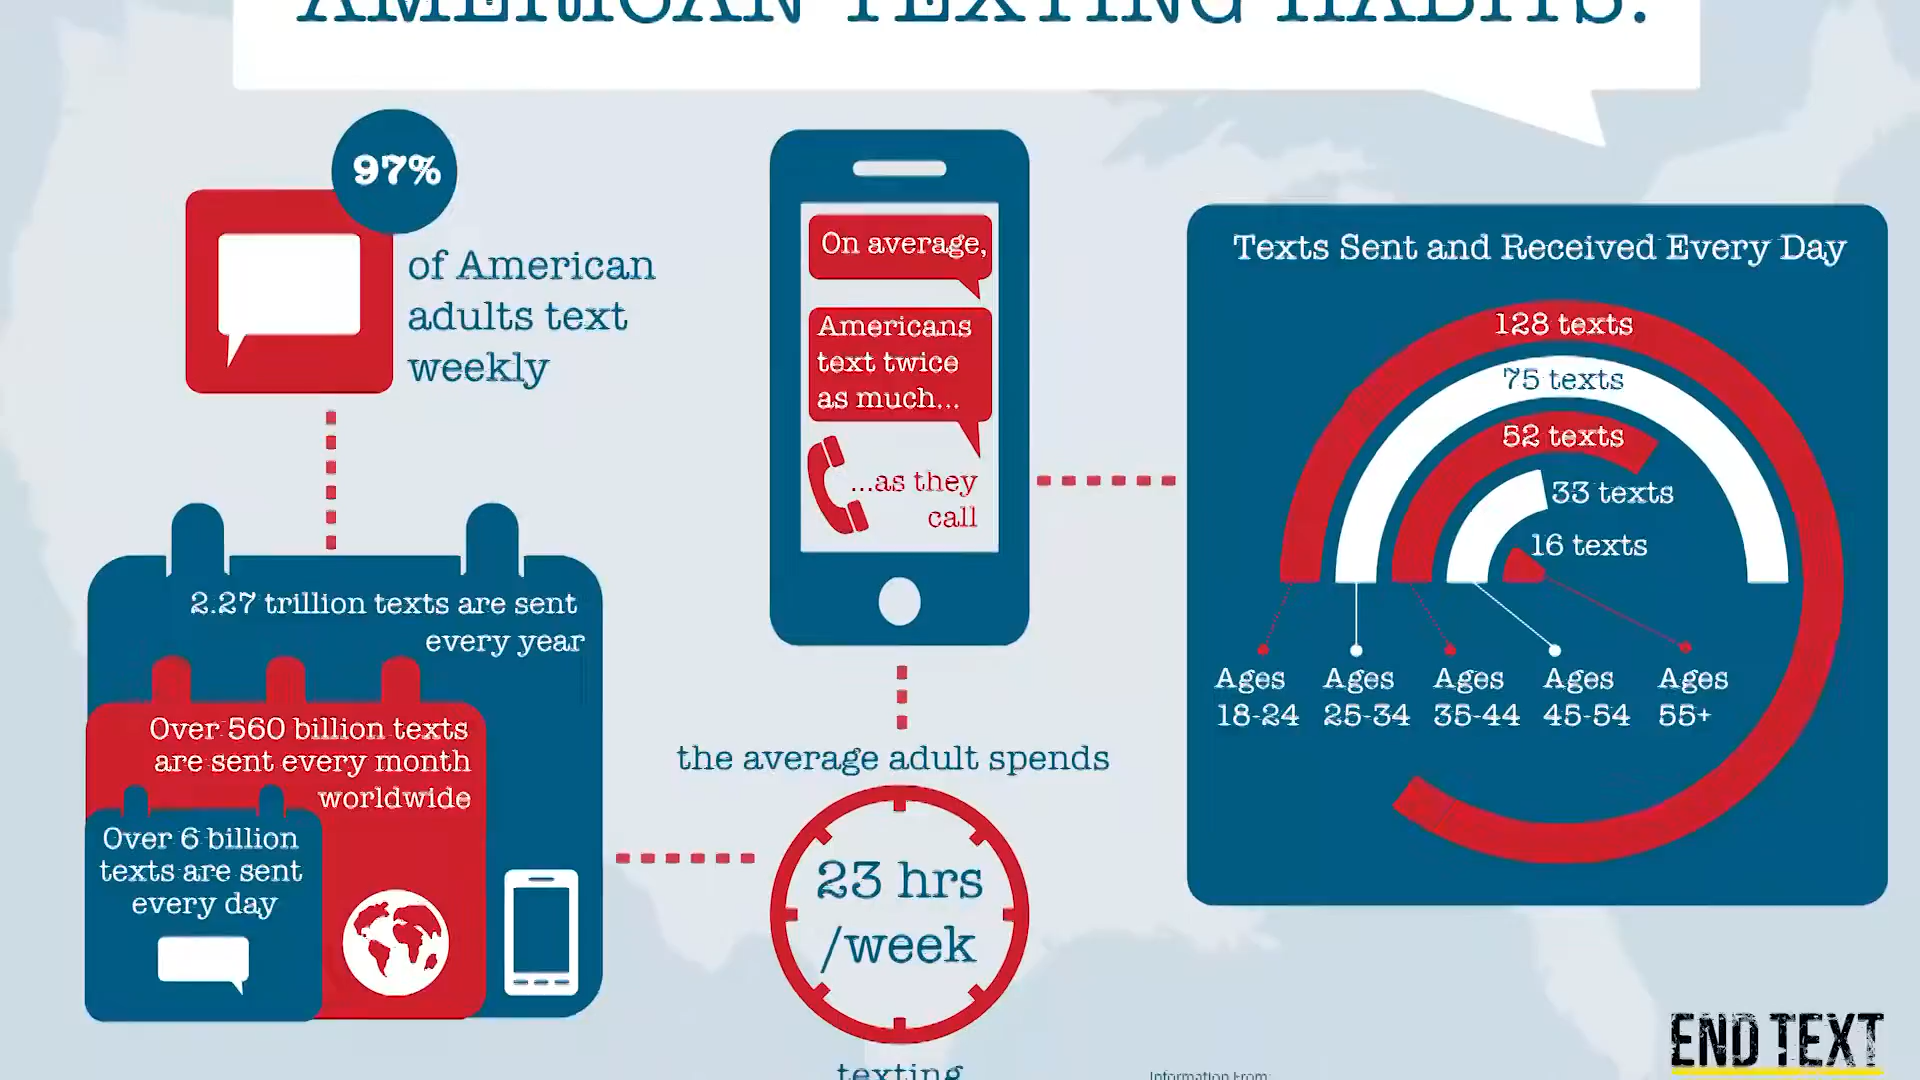 AMERICAN TEXTING HABITS.
97%
of American
adults text
weekly
2.27 trillion texts are sent
every year
Over 560 billion texts
are sent every month
worldwide
Over 6 billion
texts are sent
every day
On average,
Americans
text twice
as much...
...as they
call
the average adult spends
23 hrs
/week
texting
Texts Sent and Received Every Day
128 texts
75 texts
52 texts
33 texts
16 texts
Ages Ages Ages Ages Ages
18-24 25-34 35-44 45-54 55+
Information From:
END TEXT